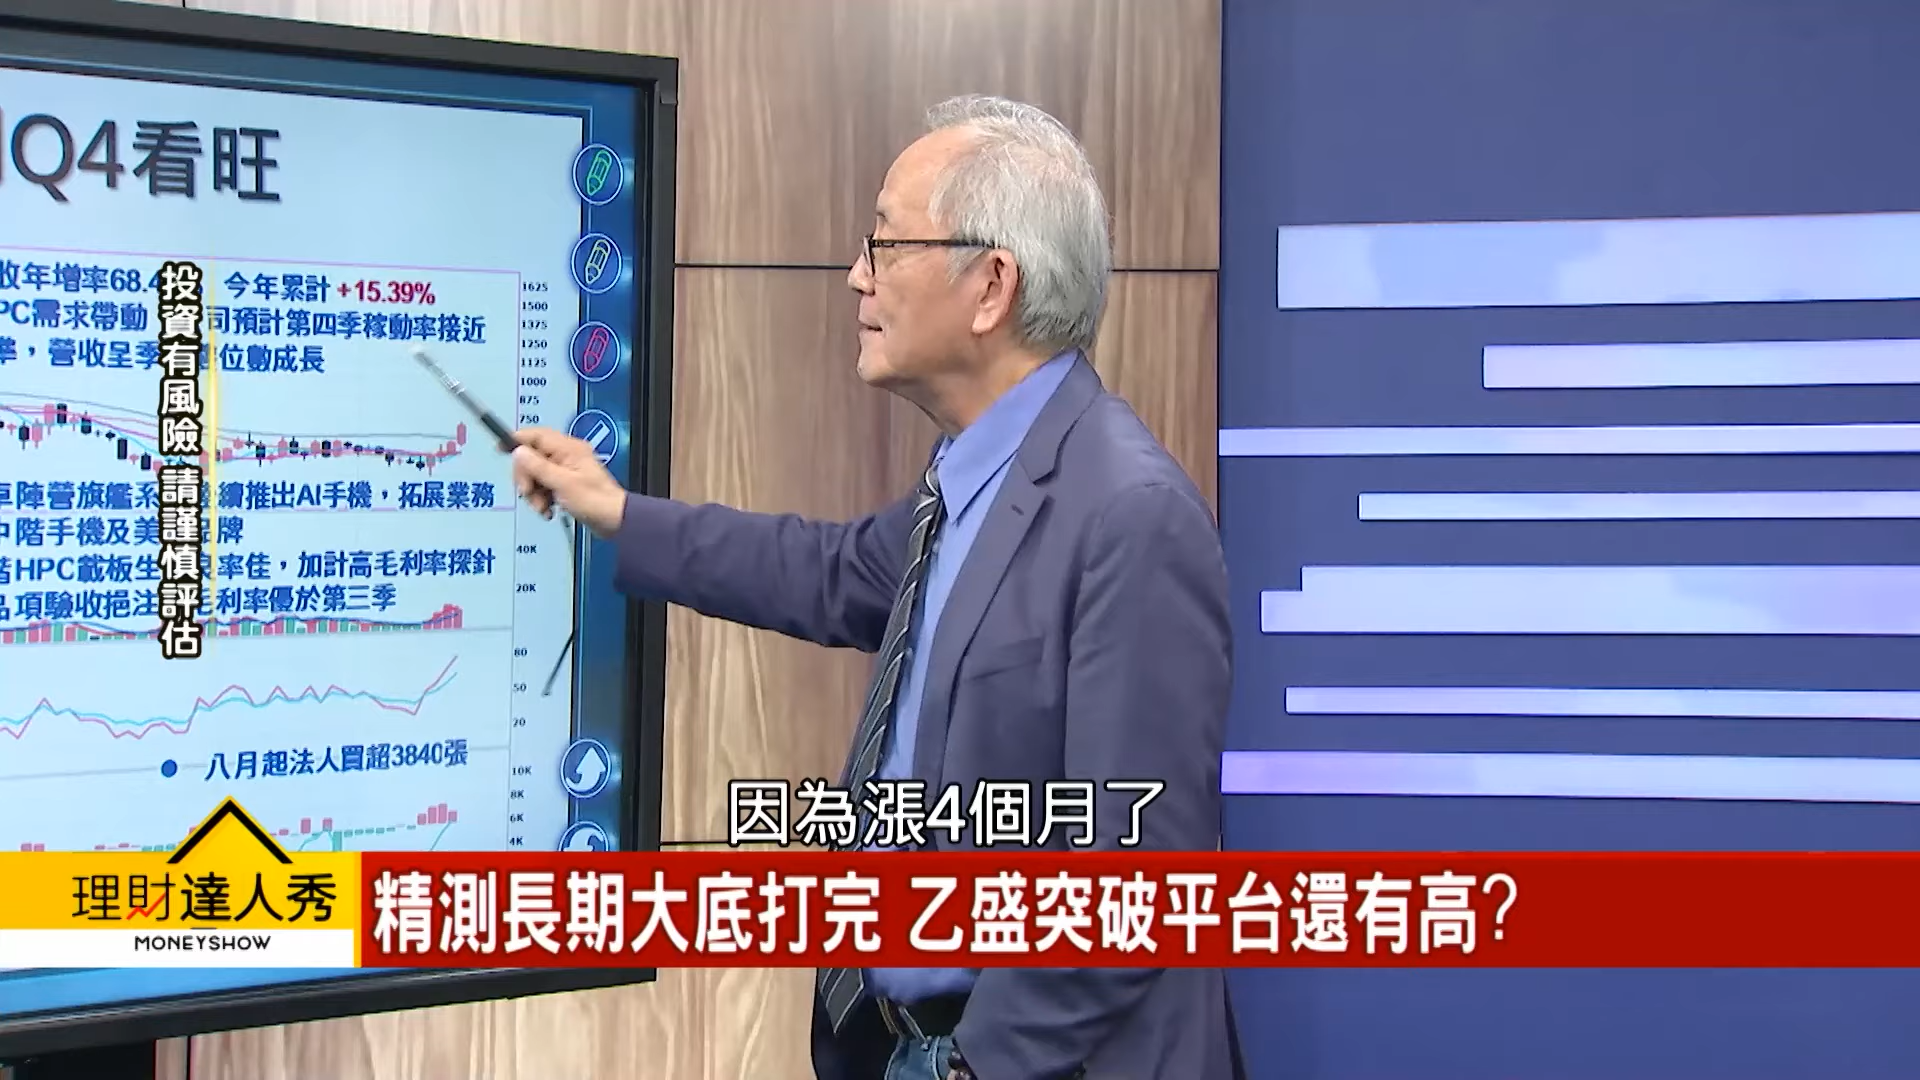 Q4看旺
收年增率68.4 今年累計+15.39%
PC需求帶動 司預計第四季稼動率接近
準，營收呈季 位數成長
1625
1500
1375
1250
1125
1000
875
750
陣營旗艦系 續推出AI手機，拓展業務
中階手機及美 品牌
階HPC載板生 良率佳，加計高毛利率探針
品項驗收挹注 毛利率優於第三季
40K
20K
80
50
20
● 八月起法人買超3840張
10K
8K
6K
4K
投資有風險 請謹慎評估
因為漲4個月了
理財達人秀
MONEYSHOW
精測長期大底打完 乙盛突破平台還有高?